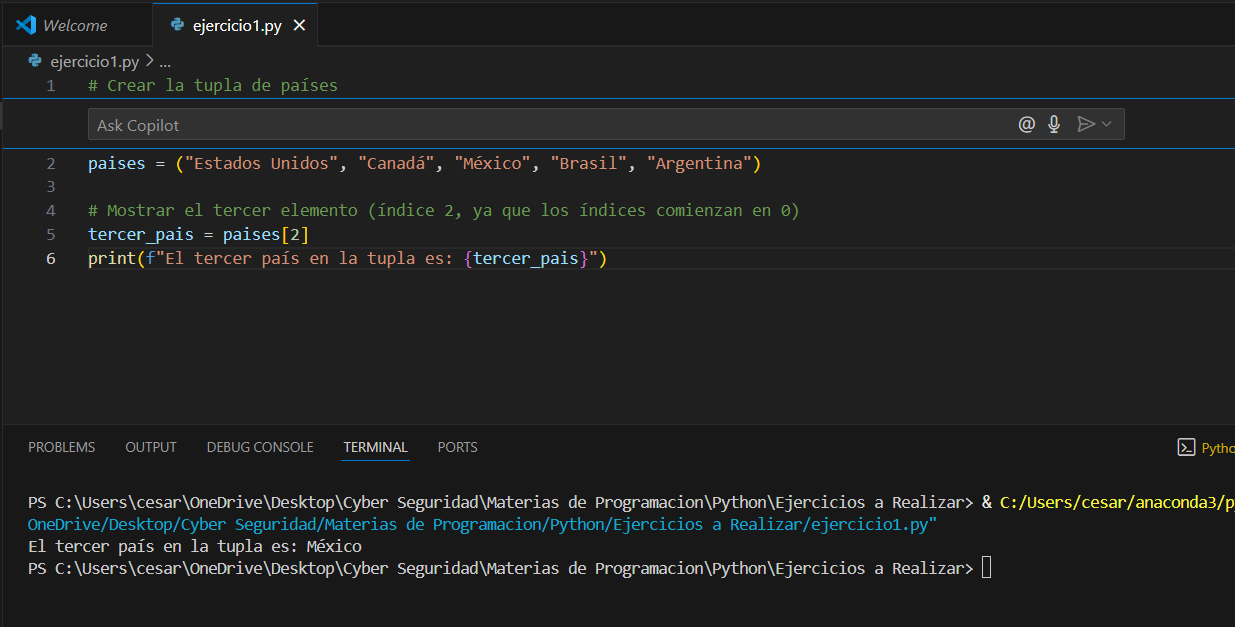 Welcome
ejercicio1.py
ejercicio1.py > ...
1 # Crear la tupla de países
Ask Copilot
2 paises = ("Estados Unidos", "Canadá", "México", "Brasil", "Argentina")
3
4 # Mostrar el tercer elemento (índice 2, ya que los índices comienzan en 0)
5 tercer_pais = paises[2]
6 print(f"El tercer país en la tupla es: {tercer_pais}")
PROBLEMS OUTPUT DEBUG CONSOLE TERMINAL PORTS
Pytho
PS C:\Users\cesar\OneDrive\Desktop\Cyber Seguridad\Materias de Programacion\Python\Ejercicios a Realizar> & C:/Users/cesar/anaconda3/py
OneDrive/Desktop/Cyber Seguridad/Materias de Programacion/Python/Ejercicios a Realizar/ejercicio1.py"
El tercer país en la tupla es: México
PS C:\Users\cesar\OneDrive\Desktop\Cyber Seguridad\Materias de Programacion\Python\Ejercicios a Realizar>